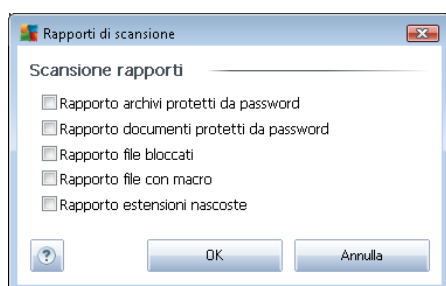 Rapporti di scansione
Scansione rapporti
Rapporto archivi protetti da password
Rapporto documenti protetti da password
Rapporto file bloccati
Rapporto file con macro
Rapporto estensioni nascoste
? OK Annulla